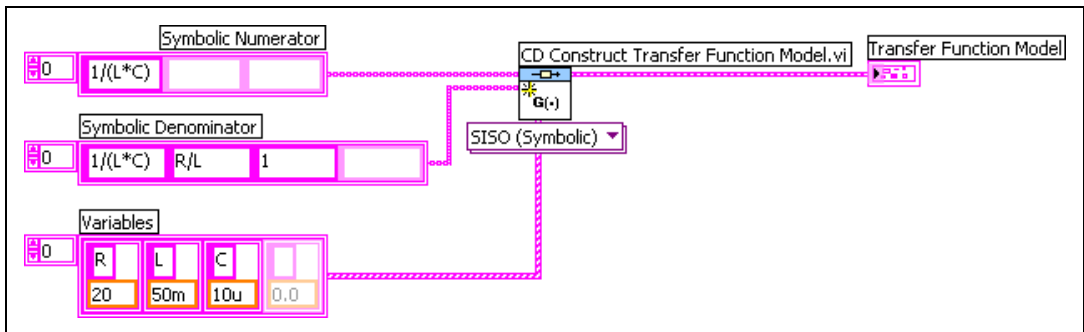 Symbolic Numerator
0 1/(L*C)
CD Construct Transfer Function Model.vi
Transfer Function Model
G(•)
SISO (Symbolic)
Symbolic Denominator
0 1/(L*C) R/L 1
Variables
0 R L C
20 50m 10u 0.0